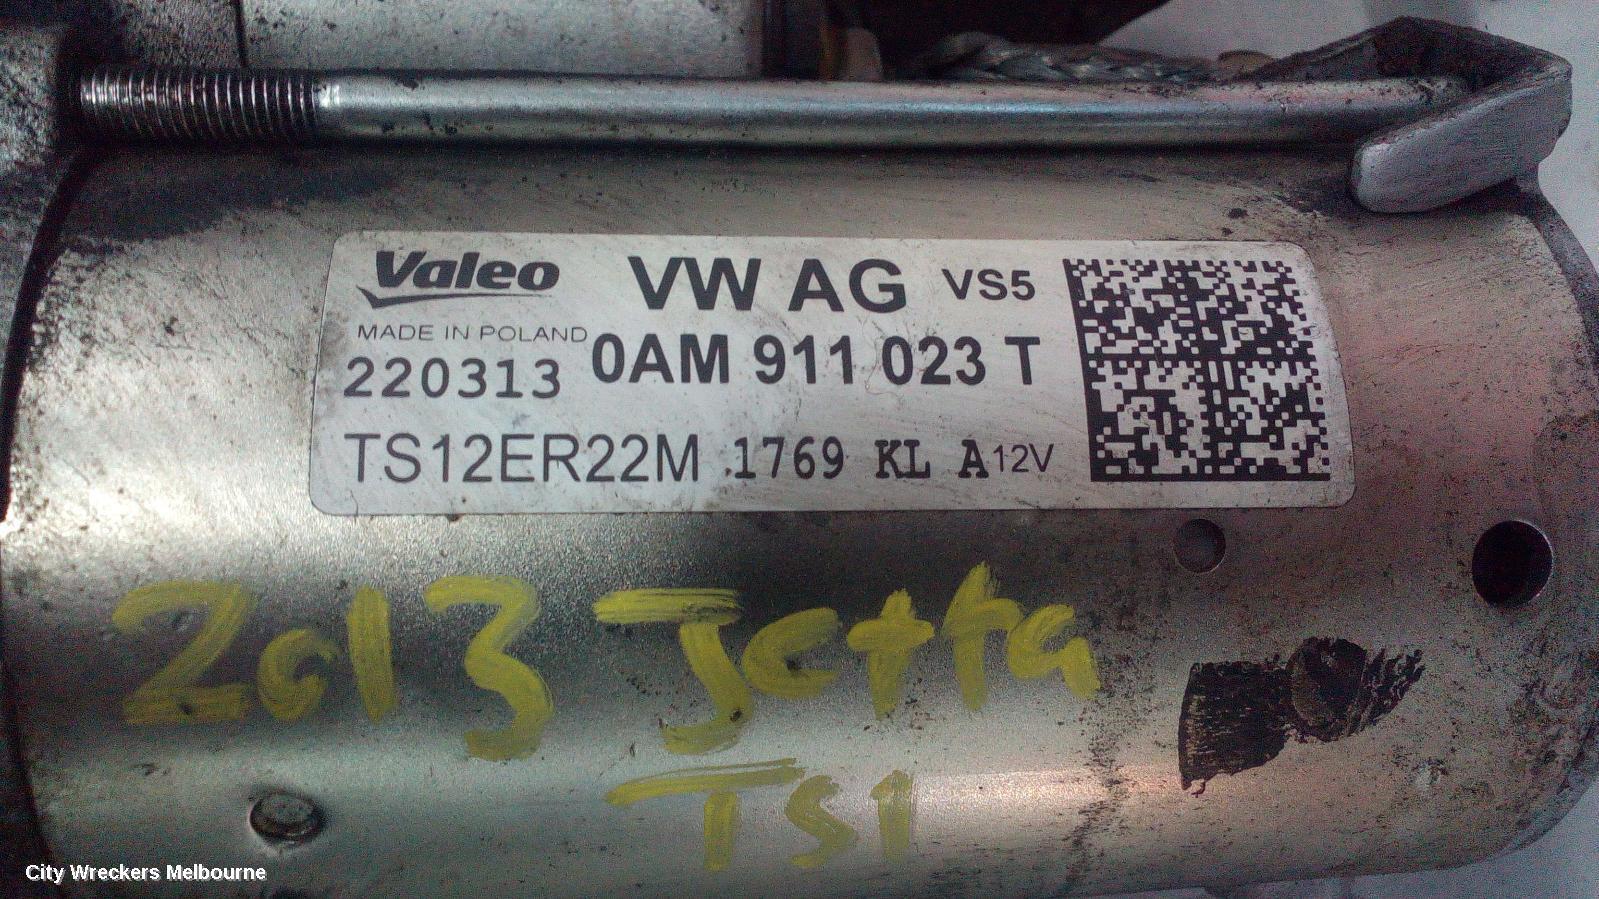 Valeo VW AG VS5
MADE IN POLAND
220313 0AM 911 023 T
TS12ER22M 1769 KL A 12V
2013 Jetta
TSI
City Wreckers Melbourne